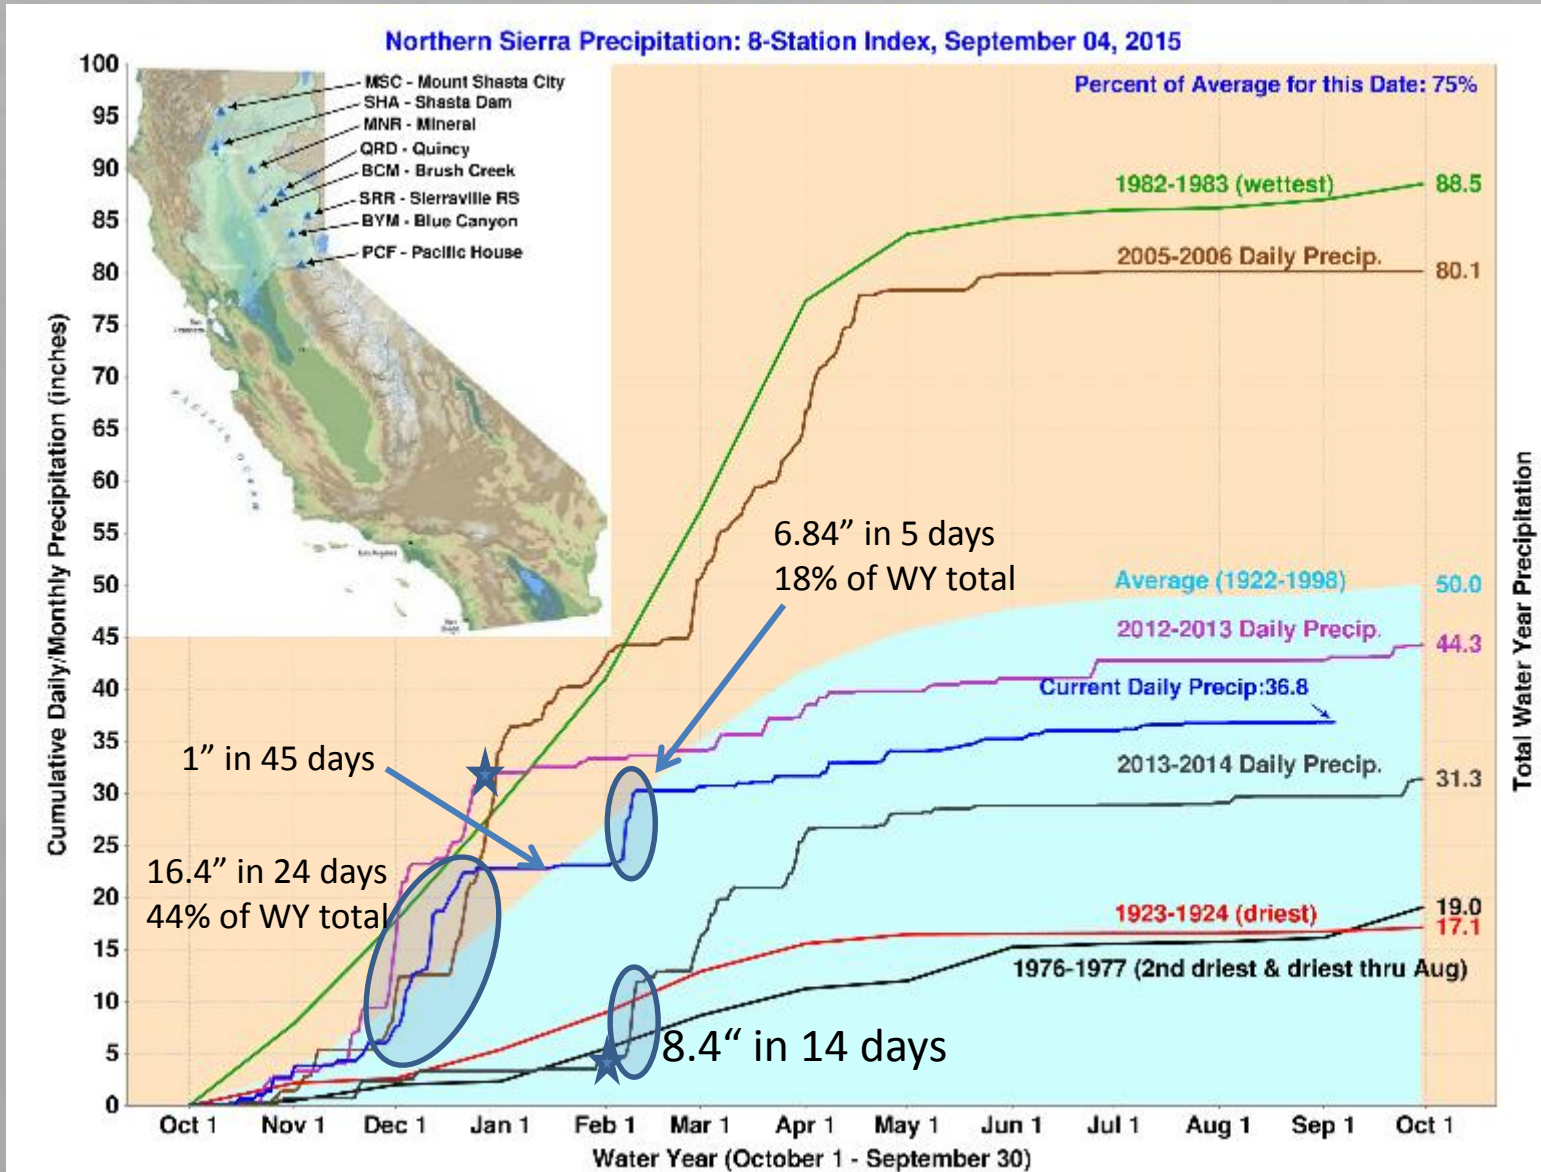 Northern Sierra Precipitation: 8-Station Index, September 04, 2015
Percent of Average for this Date: 75%
MSC - Mount Shasta City
SHA - Shasta Dam
MNR - Mineral
QRD - Quincy
BCM - Brush Creek
SRR - Sierraville RS
BYM - Blue Canyon
PCF - Pacific House
PACIFIC OCEAN
San Francisco
Los Angeles
San Diego
Cumulative Daily/Monthly Precipitation (inches)
100
95
90
85
80
75
70
65
60
55
50
45
40
35
30
25
20
15
10
5
0
1982-1983 (wettest)
88.5
2005-2006 Daily Precip.
80.1
6.84” in 5 days
18% of WY total
Average (1922-1998)
50.0
2012-2013 Daily Precip.
44.3
Current Daily Precip:36.8
1” in 45 days
2013-2014 Daily Precip.
31.3
16.4” in 24 days
44% of WY total
1923-1924 (driest)
19.0
17.1
1976-1977 (2nd driest & driest thru Aug)
8.4“ in 14 days
Total Water Year Precipitation
Oct 1 Nov 1 Dec 1 Jan 1 Feb 1 Mar 1 Apr 1 May 1 Jun 1 Jul 1 Aug 1 Sep 1 Oct 1
Water Year (October 1 - September 30)